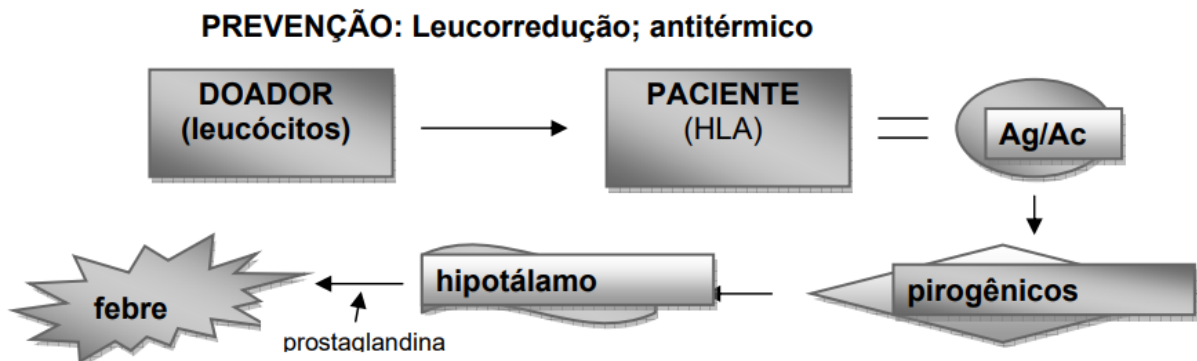 PREVENÇÃO: Leucorredução; antitérmico
DOADOR
(leucócitos)
PACIENTE
(HLA)
Ag/Ac
pirogênicos
hipotálamo
prostaglandina
febre